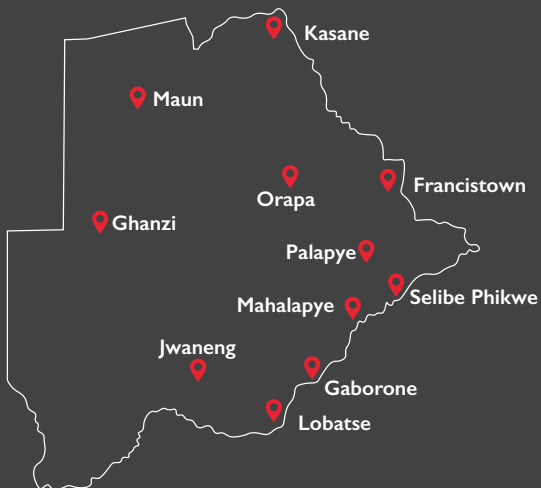 Kasane
Maun
Francistown
Orapa
Ghanzi
Palapye
Selibe Phikwe
Mahalapye
Jwaneng
Gaborone
Lobatse